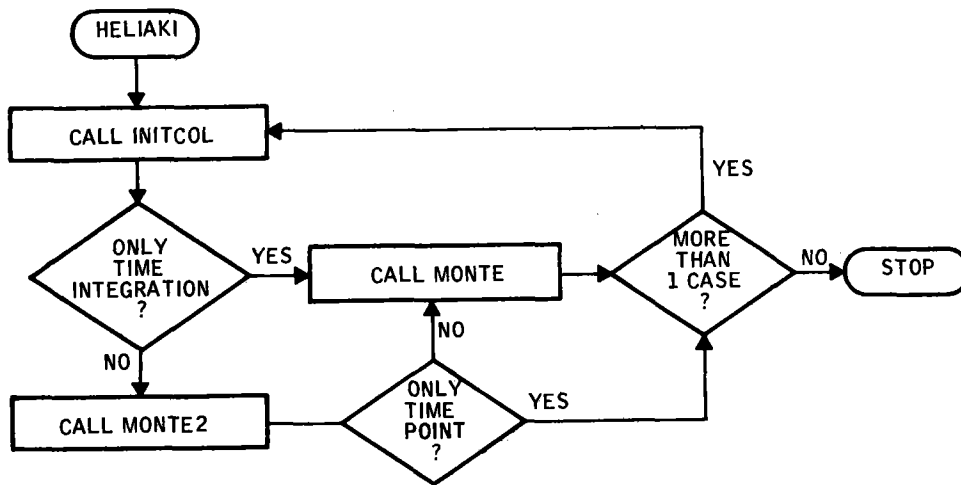 HELIAKI
CALL INITCOL
YES
ONLY
TIME
INTEGRATION
?
YES
CALL MONTE
MORE
THAN
1 CASE
?
NO
STOP
NO
NO
CALL MONTE2
ONLY
TIME
POINT
?
YES